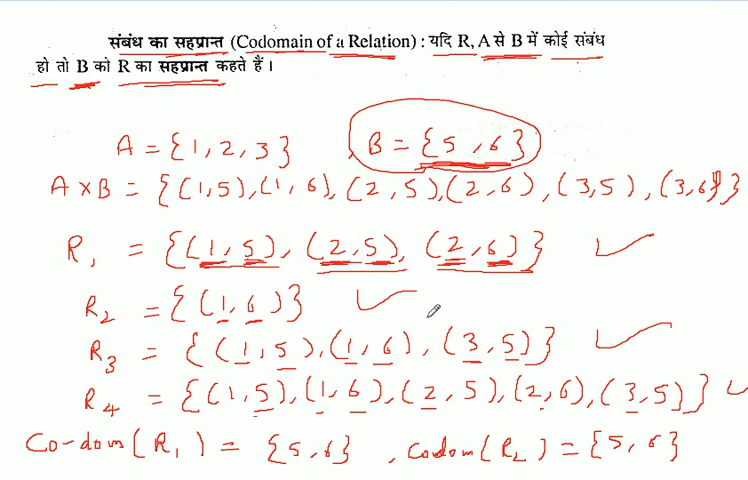 संबंध का सहप्रान्त (Codomain of a Relation) : यदि R, A से B में कोई संबंध
हो तो B को R का सहप्रान्त कहते हैं ।
A = {1, 2, 3} , B = {5, 6}
A × B = {(1,5), (1, 6), (2, 5), (2, 6), (3,5), (3,6)}
R₁ = {(1, 5), (2, 5), (2, 6)}
R₂ = {(1, 6)}
R₃ = {(1, 5), (1, 6), (3, 5)}
R₄ = {(1, 5), (1, 6), (2, 5), (2, 6), (3, 5)}
Co-dom(R₁) = {5, 6} , Codom(R₂) = {5, 6}